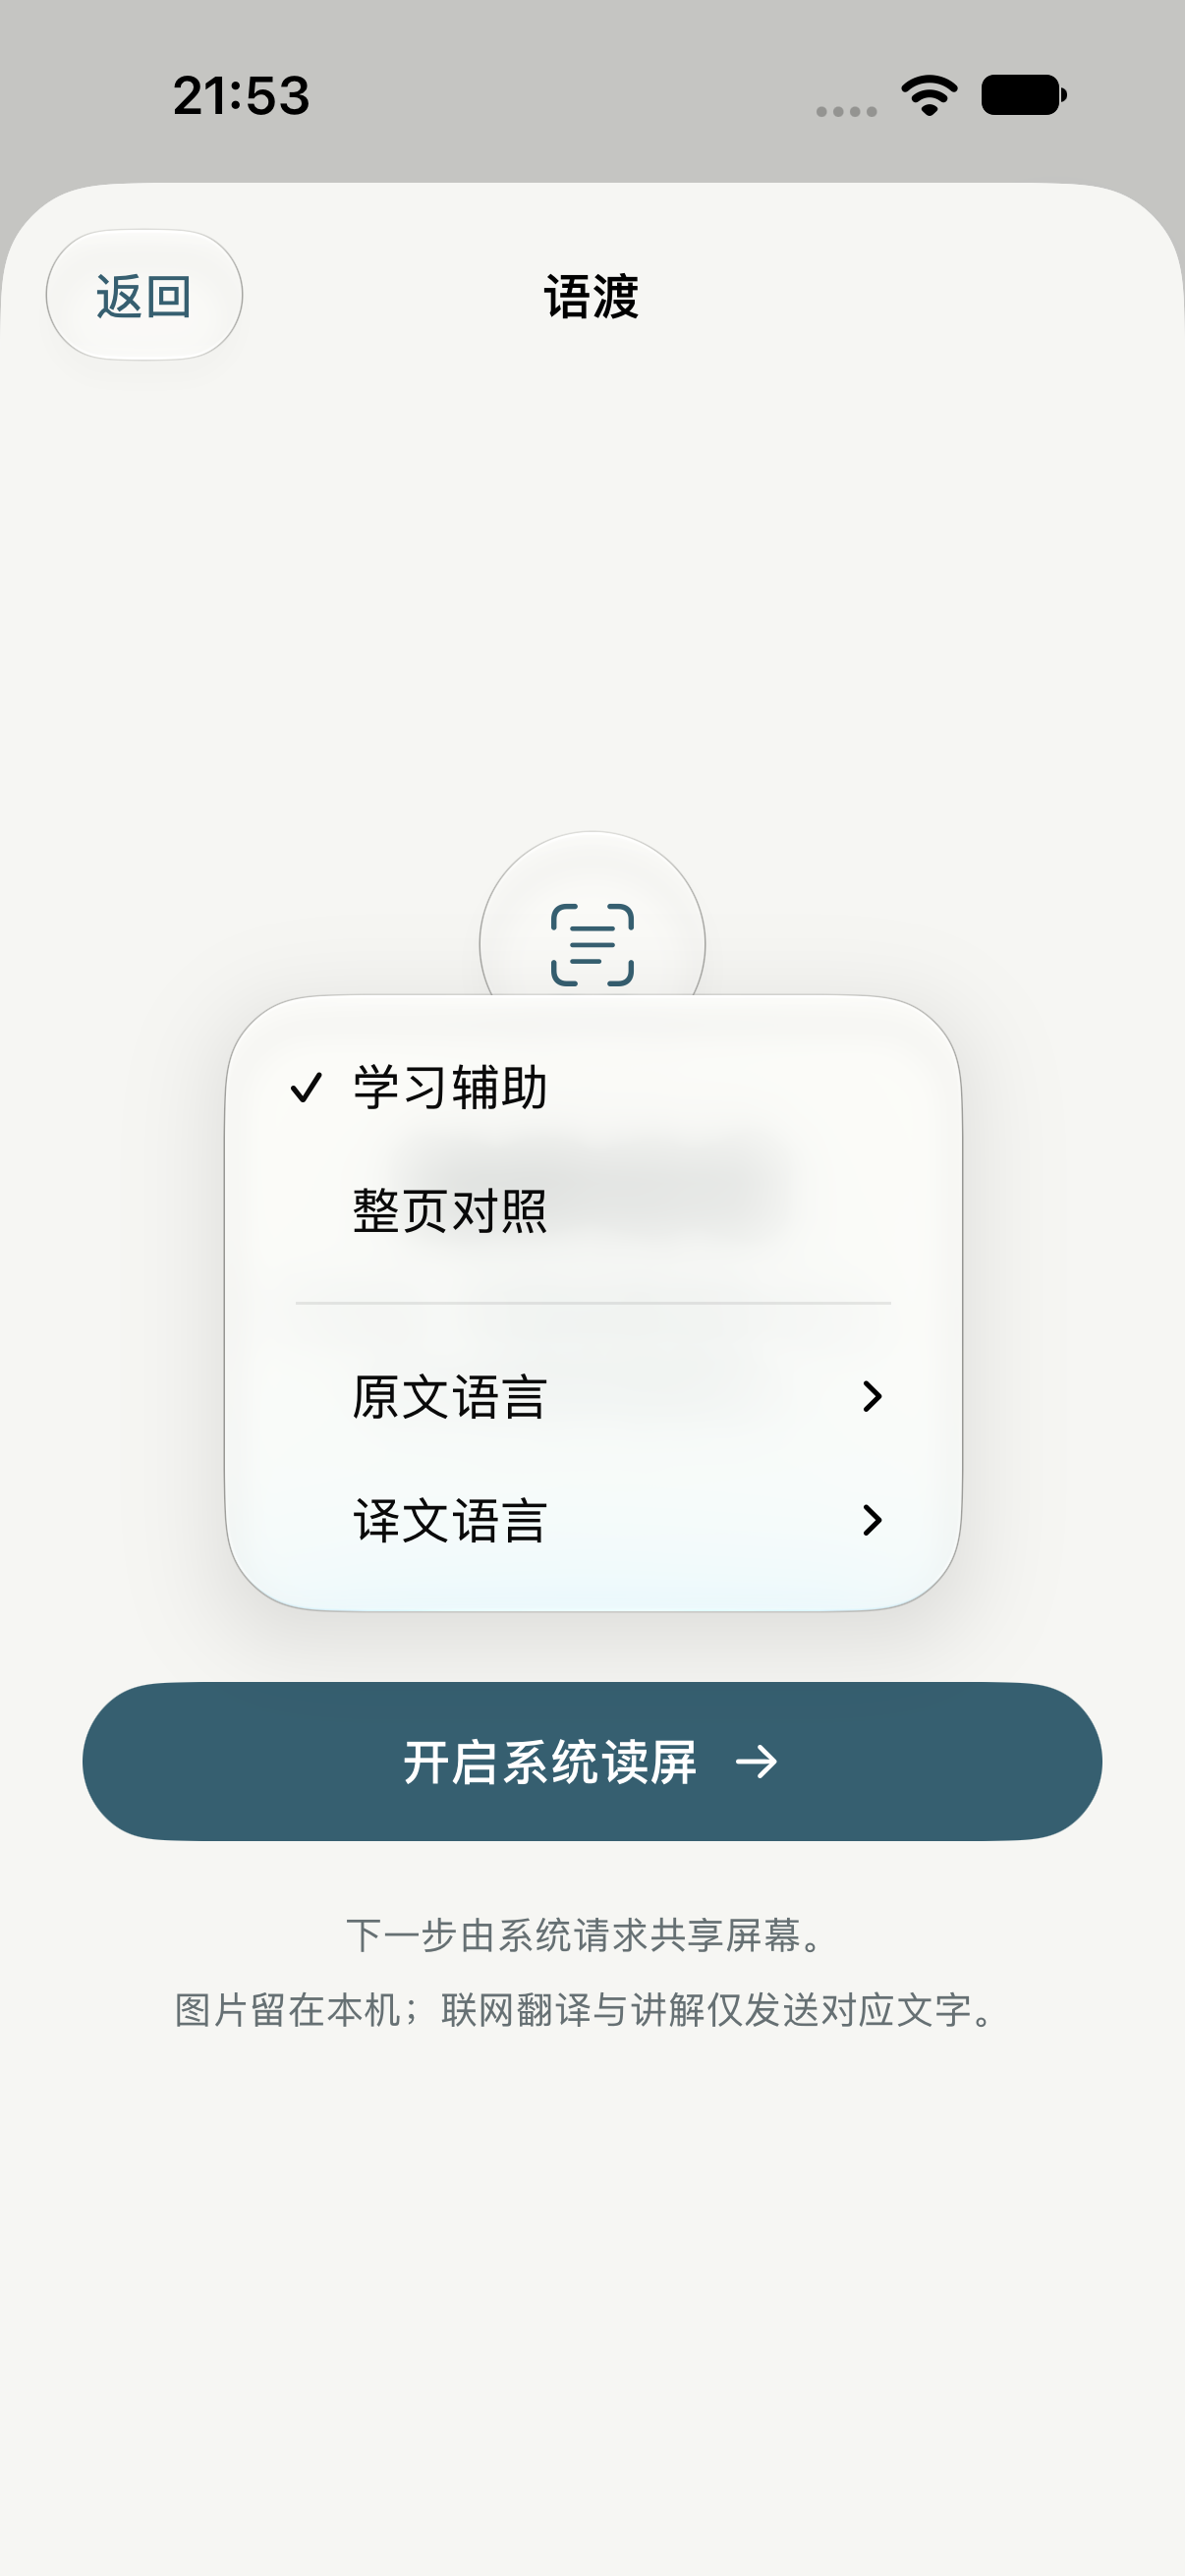 21:53
返回
语渡
学习辅助
整页对照
原文语言
译文语言
开启系统读屏
下一步由系统请求共享屏幕。
图片留在本机；联网翻译与讲解仅发送对应文字。